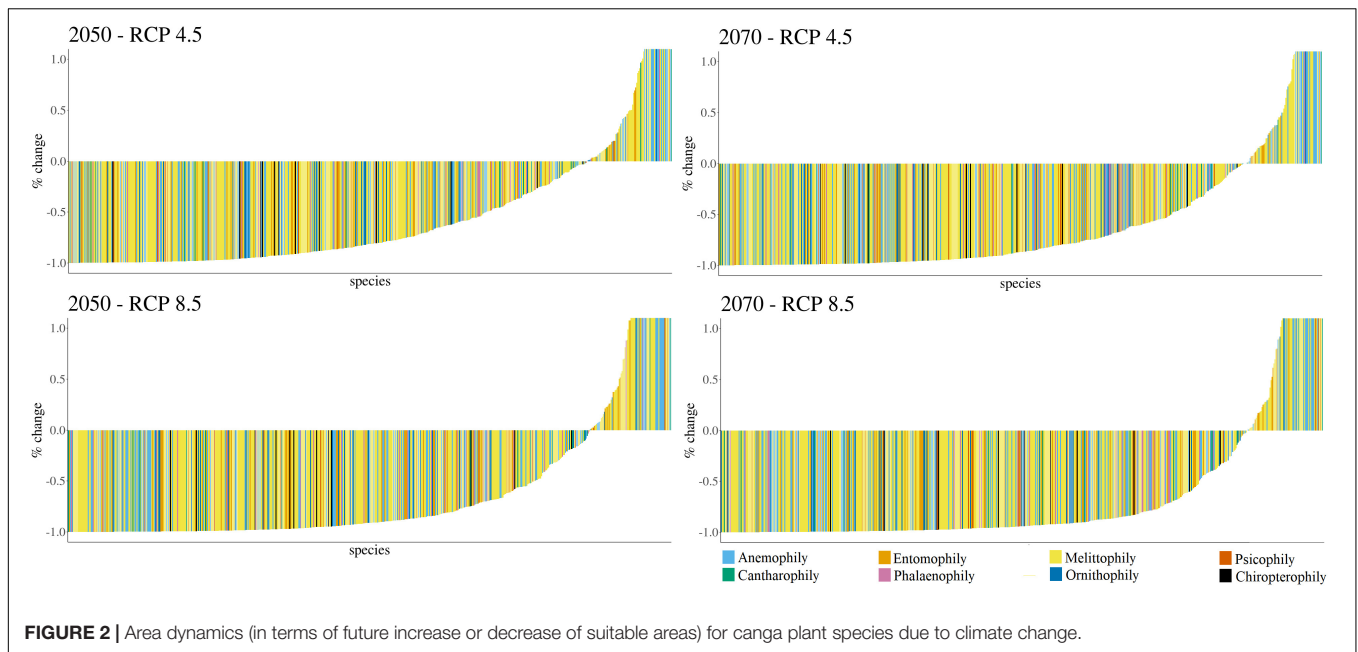 2050 - RCP 4.5
1.0
0.5
0.0
-0.5
-1.0
% change
species
2070 - RCP 4.5
1.0
0.5
0.0
-0.5
-1.0
% change
species
2050 - RCP 8.5
1.0
0.5
0.0
-0.5
-1.0
% change
species
2070 - RCP 8.5
1.0
0.5
0.0
-0.5
-1.0
% change
Anemophily Entomophily Melittophily Psicophily
Cantharophily Phalaenophily Ornithophily Chiropterophily
FIGURE 2 | Area dynamics (in terms of future increase or decrease of suitable areas) for canga plant species due to climate change.